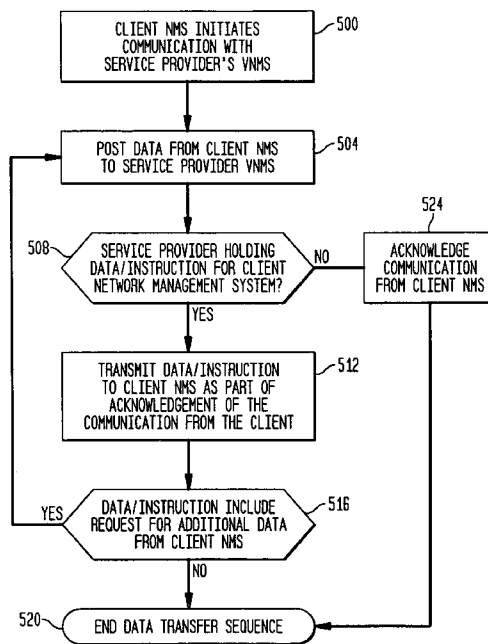 CLIENT NMS INITIATES
COMMUNICATION WITH
SERVICE PROVIDER'S VNMS
500
POST DATA FROM CLIENT NMS
TO SERVICE PROVIDER VNMS
504
508
SERVICE PROVIDER HOLDING
DATA/INSTRUCTION FOR CLIENT
NETWORK MANAGEMENT SYSTEM?
NO
524
ACKNOWLEDGE
COMMUNICATION
FROM CLIENT NMS
YES
TRANSMIT DATA/INSTRUCTION
TO CLIENT NMS AS PART OF
ACKNOWLEDGEMENT OF THE
COMMUNICATION FROM THE CLIENT
512
YES
DATA/INSTRUCTION INCLUDE
REQUEST FOR ADDITIONAL DATA
FROM CLIENT NMS
516
NO
520
END DATA TRANSFER SEQUENCE